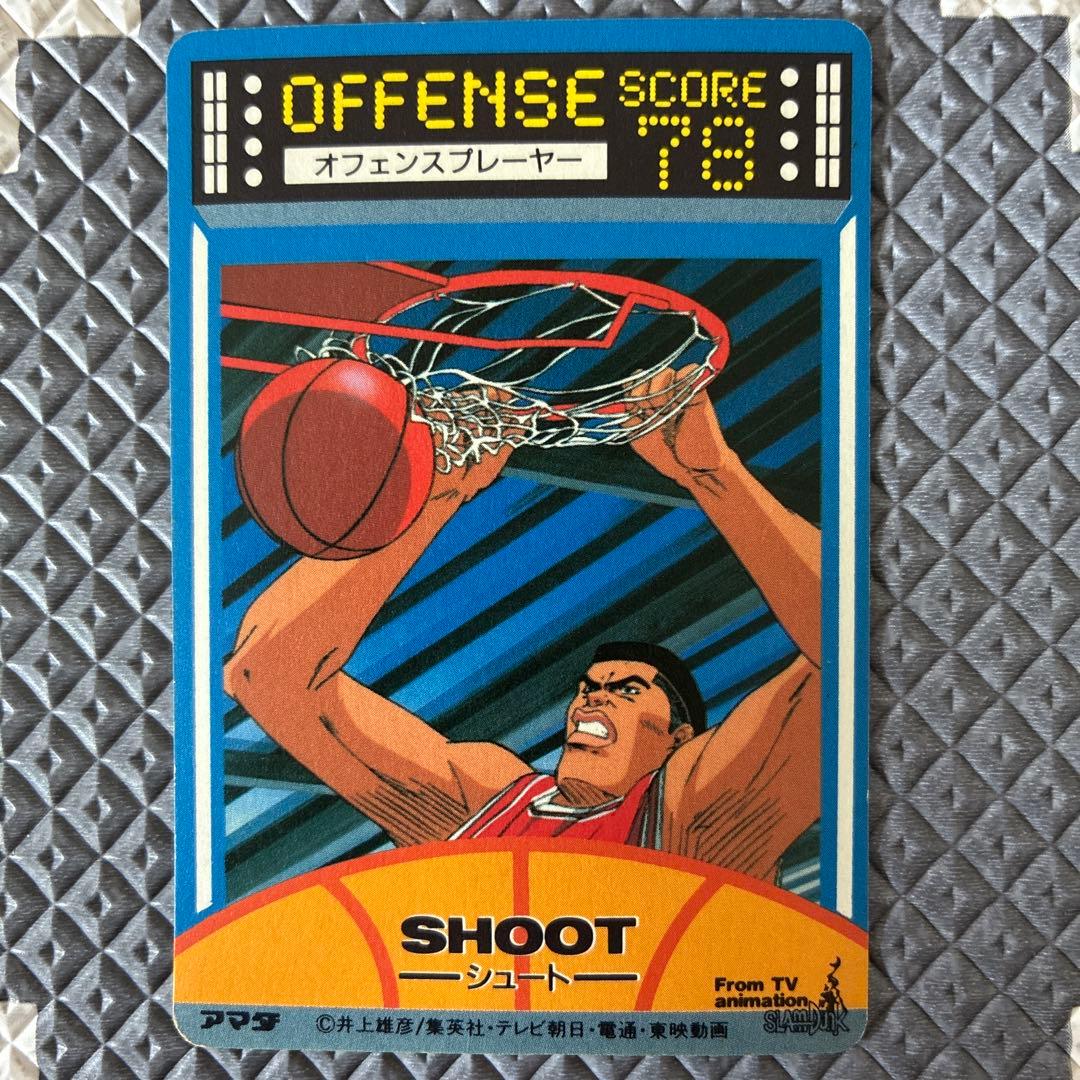 OFFENSE
SCORE
78
オフェンスプレーヤー
SHOOT
シュート
From TV
animation
SLAM DUNK
アマダ
©井上雄彦/集英社・テレビ朝日・電通・東映動画